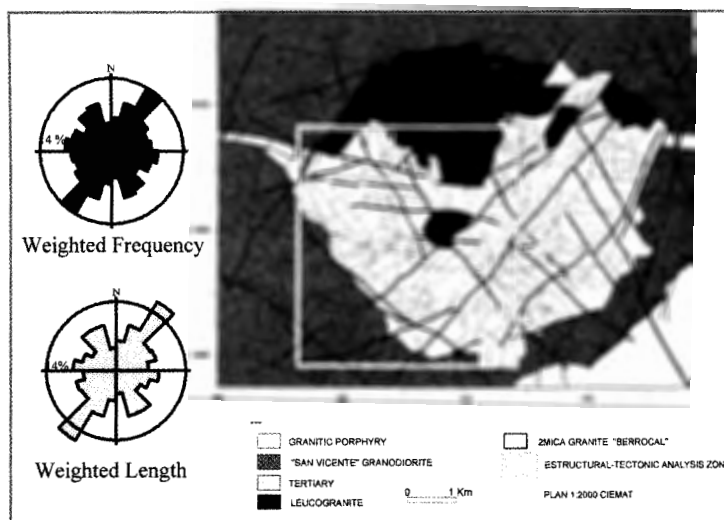 N
4 %
Weighted Frequency
N
4%
Weighted Length
GRANITIC PORPHYRY
"SAN VICENTE" GRANODIORITE
TERTIARY
LEUCOGRANITE
0 1 Km
2MICA GRANITE "BERROCAL"
ESTRUCTURAL-TECTONIC ANALYSIS ZON
PLAN 1:2000 CIEMAT